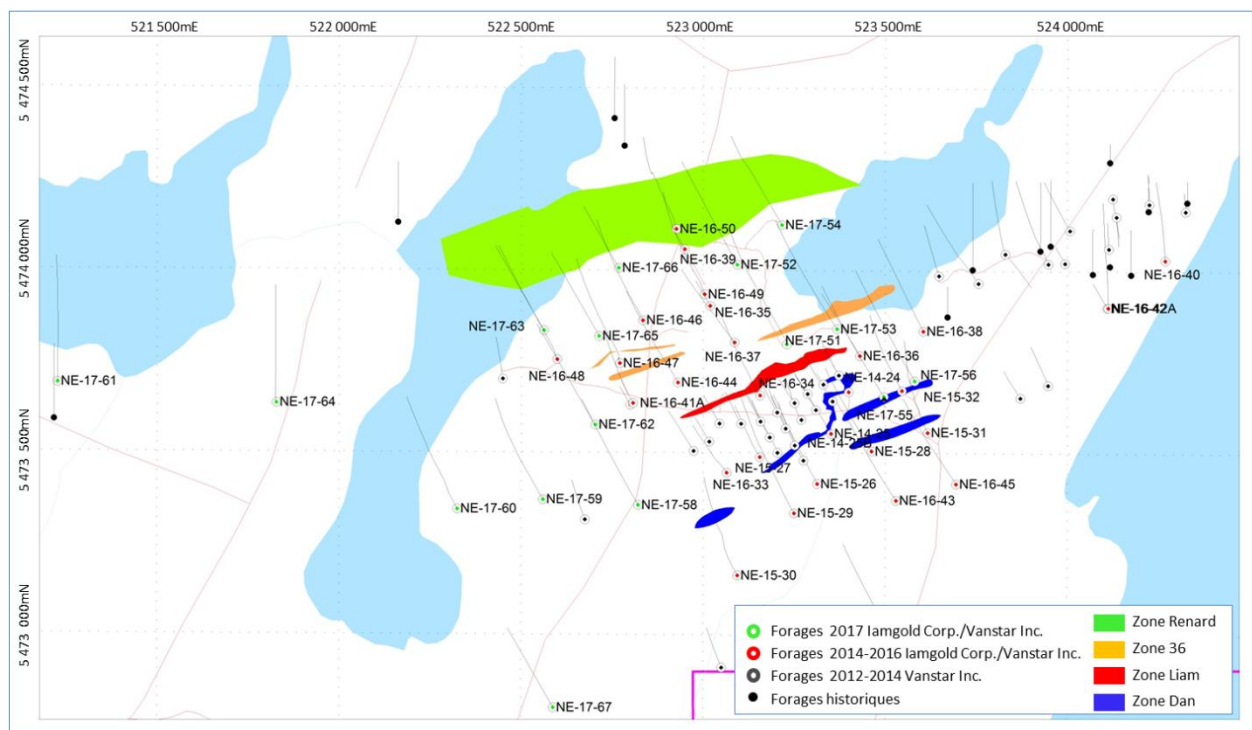 521 500mE
522 000mE
522 500mE
523 000mE
523 500mE
524 000mE
5 474 500mN
5 474 000mN
5 473 500mN
5 473 000mN
NE-16-50
NE-17-54
NE-16-39
NE-17-66
NE-17-52
NE-16-40
NE-16-49
NE-16-35
NE-16-42A
NE-16-46
NE-17-63
NE-17-65
NE-17-53
NE-16-38
NE-17-51
NE-16-37
NE-16-36
NE-16-48
NE-16-47
NE-17-61
NE-16-44
NE-16-34
NE-14-24
NE-17-56
NE-15-32
NE-17-64
NE-16-41A
NE-17-55
NE-17-62
NE-14-25
NE-15-31
NE-14-25B
NE-15-28
NE-15-27
NE-16-33
NE-15-26
NE-16-45
NE-17-60
NE-17-59
NE-17-58
NE-15-29
NE-16-43
NE-15-30
NE-17-67
Forages 2017 Iamgold Corp./Vanstar Inc.
Forages 2014-2016 Iamgold Corp./Vanstar Inc.
Forages 2012-2014 Vanstar Inc.
Forages historiques
Zone Renard
Zone 36
Zone Liam
Zone Dan